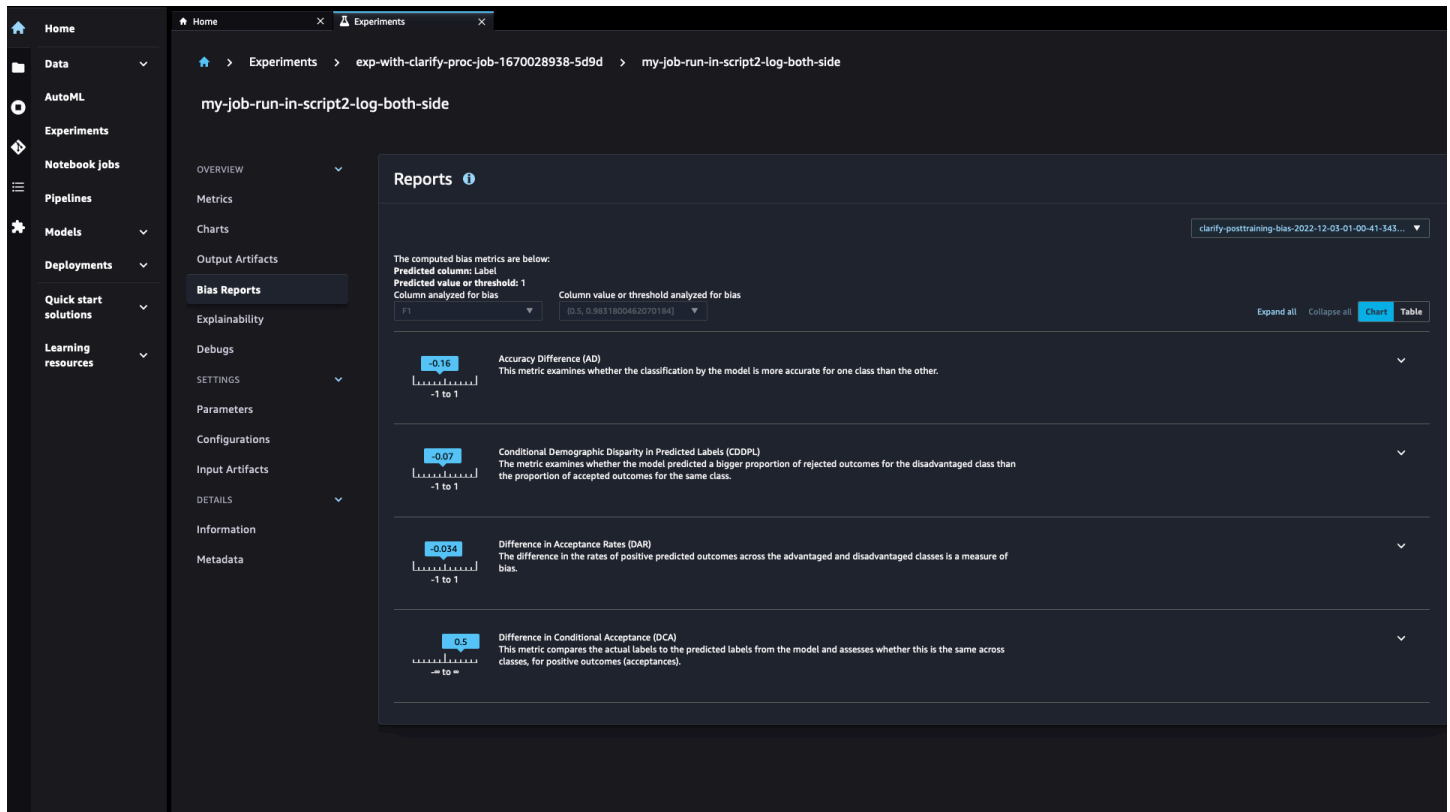 Home
Data
AutoML
Experiments
Notebook jobs
Pipelines
Models
Deployments
Quick start
solutions
Learning
resources
Home
Experiments
Experiments > exp-with-clarify-proc-job-1670028938-5d9d > my-job-run-in-script2-log-both-side
my-job-run-in-script2-log-both-side
OVERVIEW
Metrics
Charts
Output Artifacts
Bias Reports
Explainability
Debugs
SETTINGS
Parameters
Configurations
Input Artifacts
DETAILS
Information
Metadata
Reports
clarify-posttraining-bias-2022-12-03-01-00-41-343...
The computed bias metrics are below:
Predicted column: Label
Predicted value or threshold: 1
Column analyzed for bias
F1
Column value or threshold analyzed for bias
(0.5, 0.9831800462070184]
Expand all
Collapse all
Chart
Table
-0.16
-1 to 1
Accuracy Difference (AD)
This metric examines whether the classification by the model is more accurate for one class than the other.
-0.07
-1 to 1
Conditional Demographic Disparity in Predicted Labels (CDDPL)
The metric examines whether the model predicted a bigger proportion of rejected outcomes for the disadvantaged class than
the proportion of accepted outcomes for the same class.
-0.034
-1 to 1
Difference in Acceptance Rates (DAR)
The difference in the rates of positive predicted outcomes across the advantaged and disadvantaged classes is a measure of
bias.
0.5
-∞ to ∞
Difference in Conditional Acceptance (DCA)
This metric compares the actual labels to the predicted labels from the model and assesses whether this is the same across
classes, for positive outcomes (acceptances).